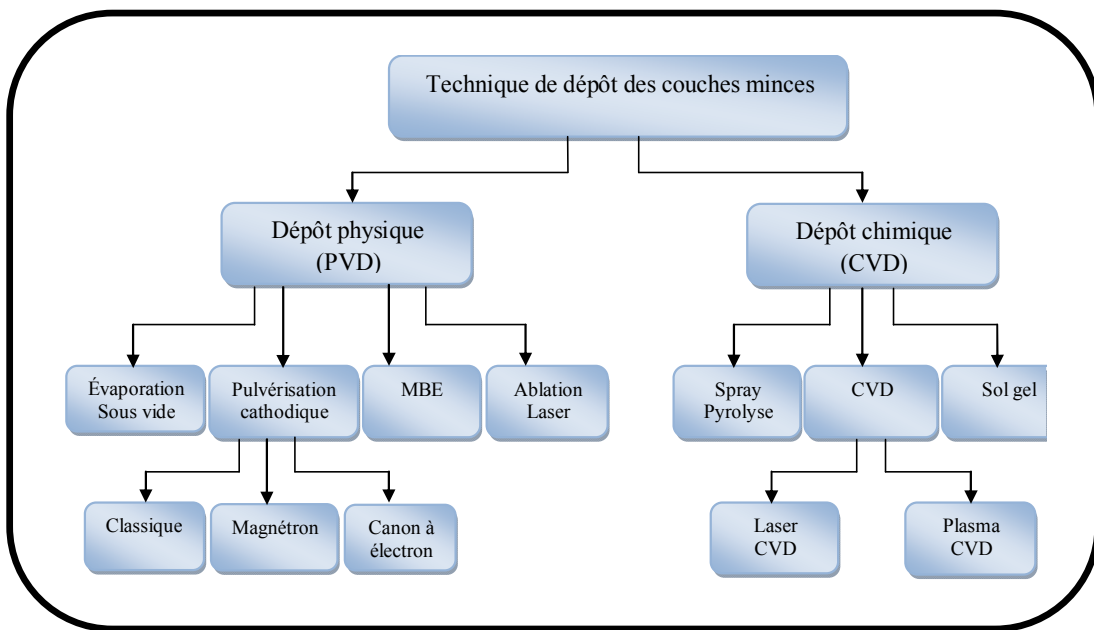 Technique de dépôt des couches minces
Dépôt physique
(PVD)
Dépôt chimique
(CVD)
Évaporation
Sous vide
Pulvérisation
cathodique
MBE
Ablation
Laser
Spray
Pyrolyse
CVD
Sol gel
Classique
Magnétron
Canon à
électron
Laser
CVD
Plasma
CVD